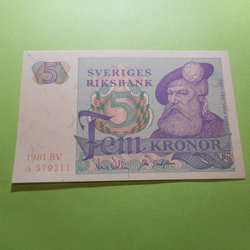 5
SVERIGES
RIKSBANK
5
Fem KRONOR
1981 BV
A 579211
5